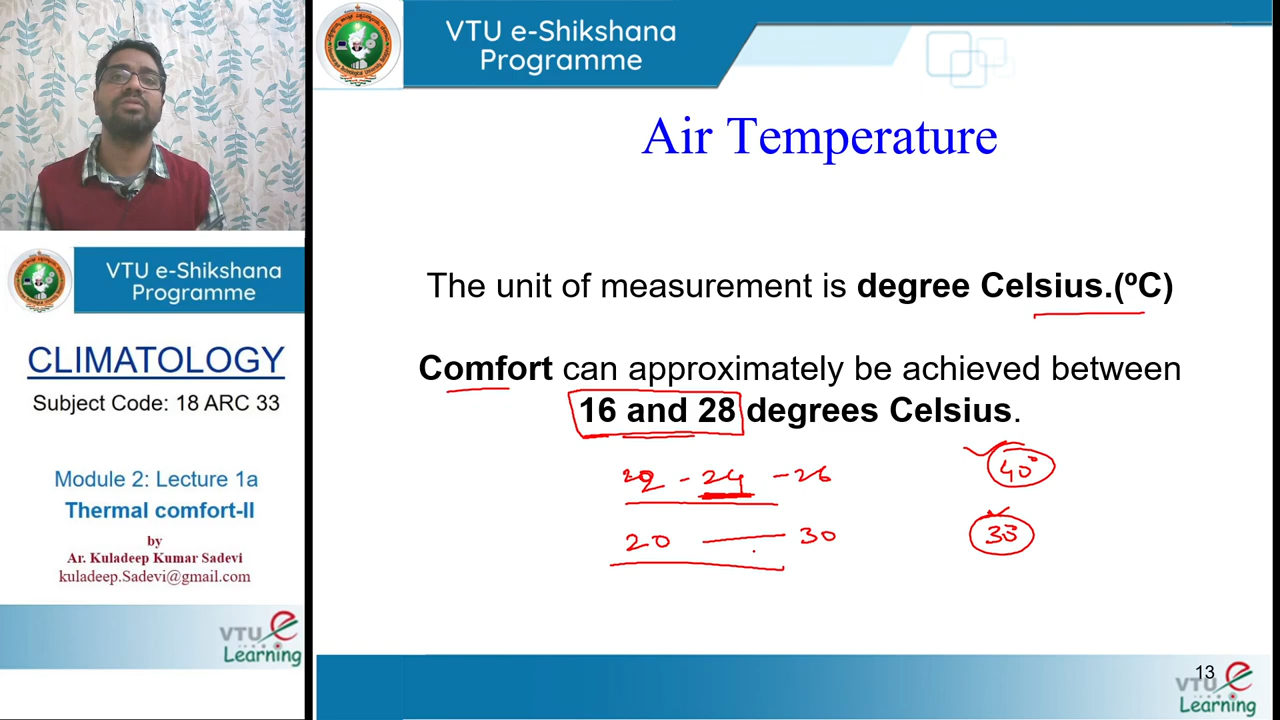 VTU e-Shikshana
Programme
VTU e-Shikshana
Programme
CLIMATOLOGY
Subject Code: 18 ARC 33
Module 2: Lecture 1a
Thermal comfort-II
by
Ar. Kuladeep Kumar Sadevi
kuladeep.Sadevi@gmail.com
VTU e
Learning
Air Temperature
The unit of measurement is degree Celsius.(ºC)
Comfort can approximately be achieved between
16 and 28 degrees Celsius.
22 - 24 - 26
40°
20 — 30
33
13
VTU e
Learning